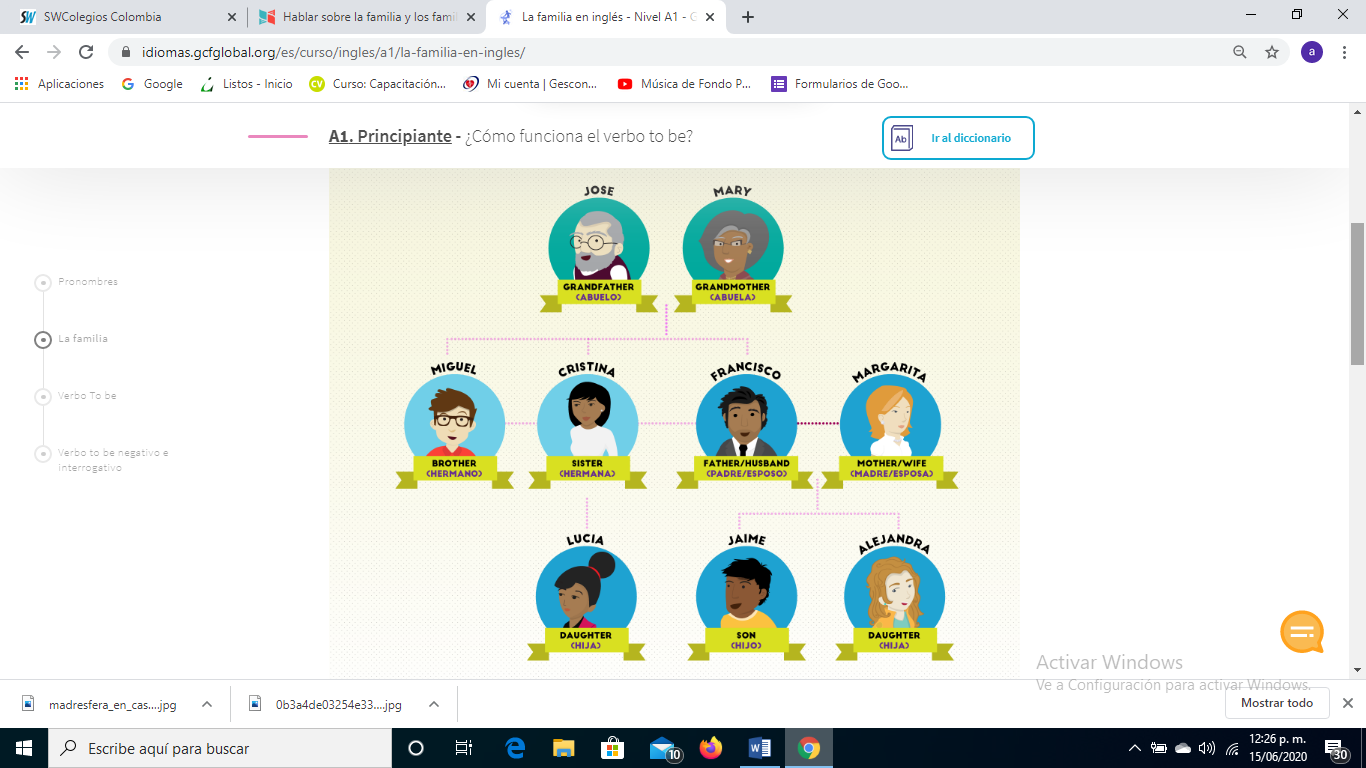 SWColegios Colombia
Hablar sobre la familia y los famil
La familia en inglés - Nivel A1 - G
idiomas.gcfglobal.org/es/curso/ingles/a1/la-familia-en-ingles/
a
Aplicaciones
Google
Listos - Inicio
CV
Curso: Capacitación...
Mi cuenta | Gescon...
Música de Fondo P...
Formularios de Goo...
A1. Principiante - ¿Cómo funciona el verbo to be?
Ab
Ir al diccionario
Pronombres
La familia
Verbo To be
Verbo to be negativo e
interrogativo
JOSE
MARY
GRANDFATHER
(ABUELO)
GRANDMOTHER
(ABUELA)
MIGUEL
CRISTINA
FRANCISCO
MARGARITA
BROTHER
(HERMANO)
SISTER
(HERMANA)
FATHER/HUSBAND
(PADRE/ESPOSO)
MOTHER/WIFE
(MADRE/ESPOSA)
LUCIA
JAIME
ALEJANDRA
DAUGHTER
(HIJA)
SON
(HIJO)
DAUGHTER
(HIJA)
Activar Windows
Ve a Configuración para activar Windows.
madresfera_en_cas....jpg
0b3a4de03254e33....jpg
Mostrar todo
Escribe aquí para buscar
10
12:26 p. m.
15/06/2020
30